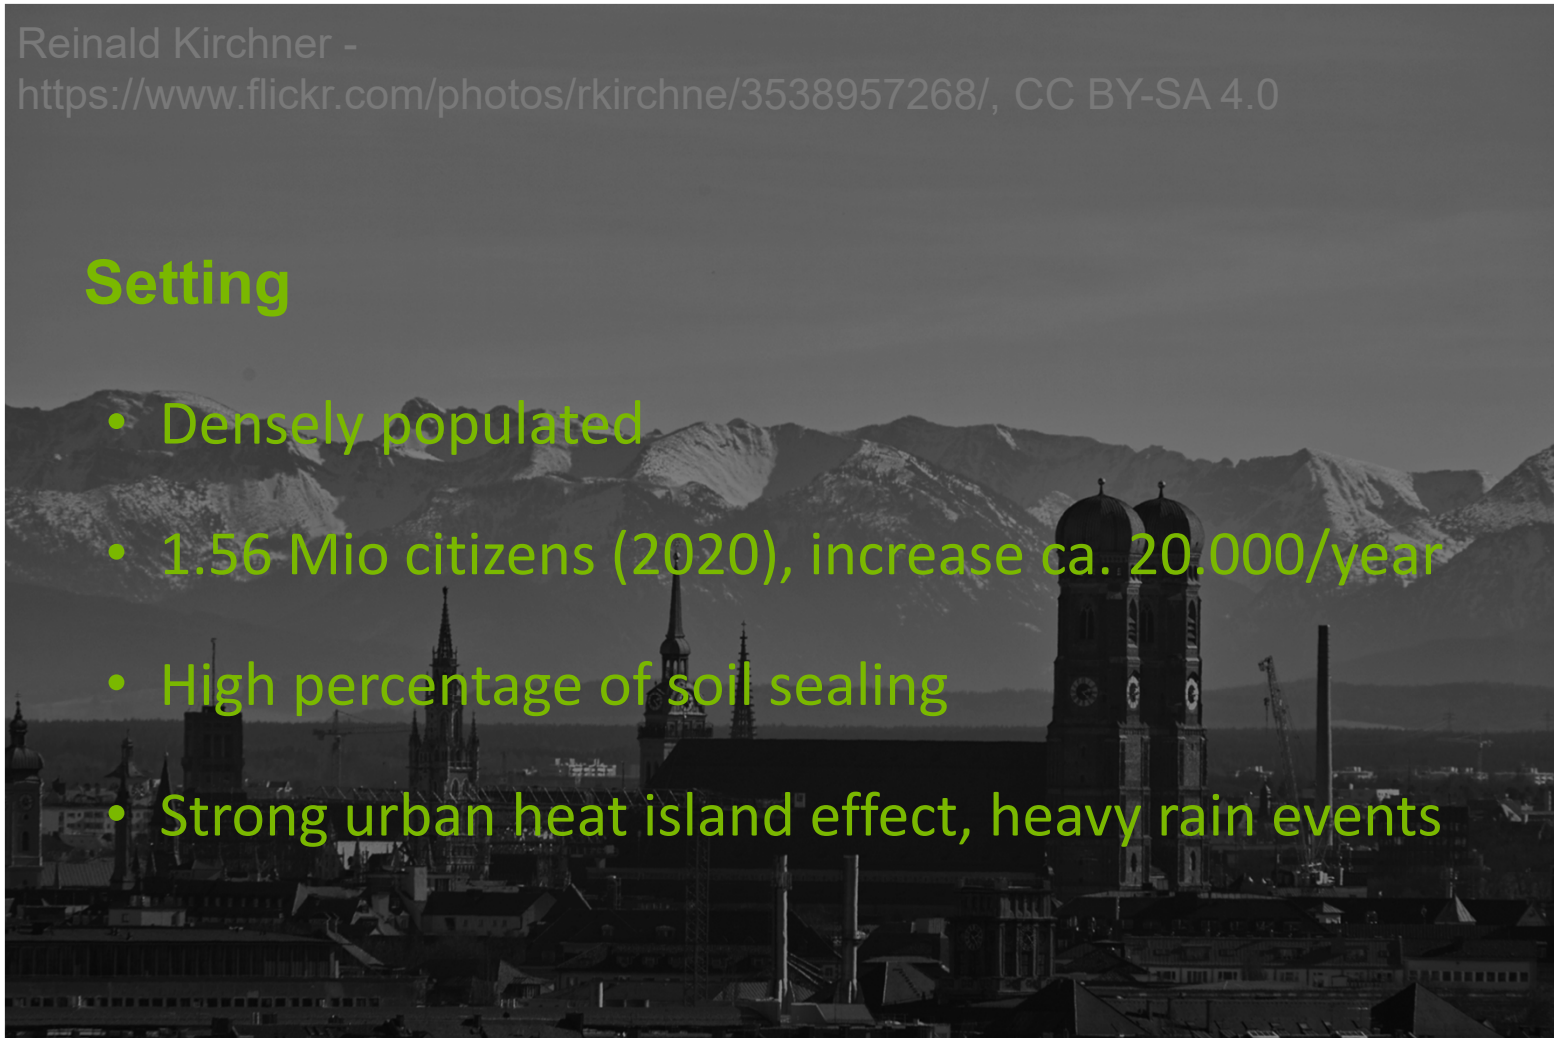 Reinald Kirchner -
https://www.flickr.com/photos/rkirchne/3538957268/, CC BY-SA 4.0
Setting
• Densely populated
• 1.56 Mio citizens (2020), increase ca. 20.000/year
• High percentage of soil sealing
• Strong urban heat island effect, heavy rain events